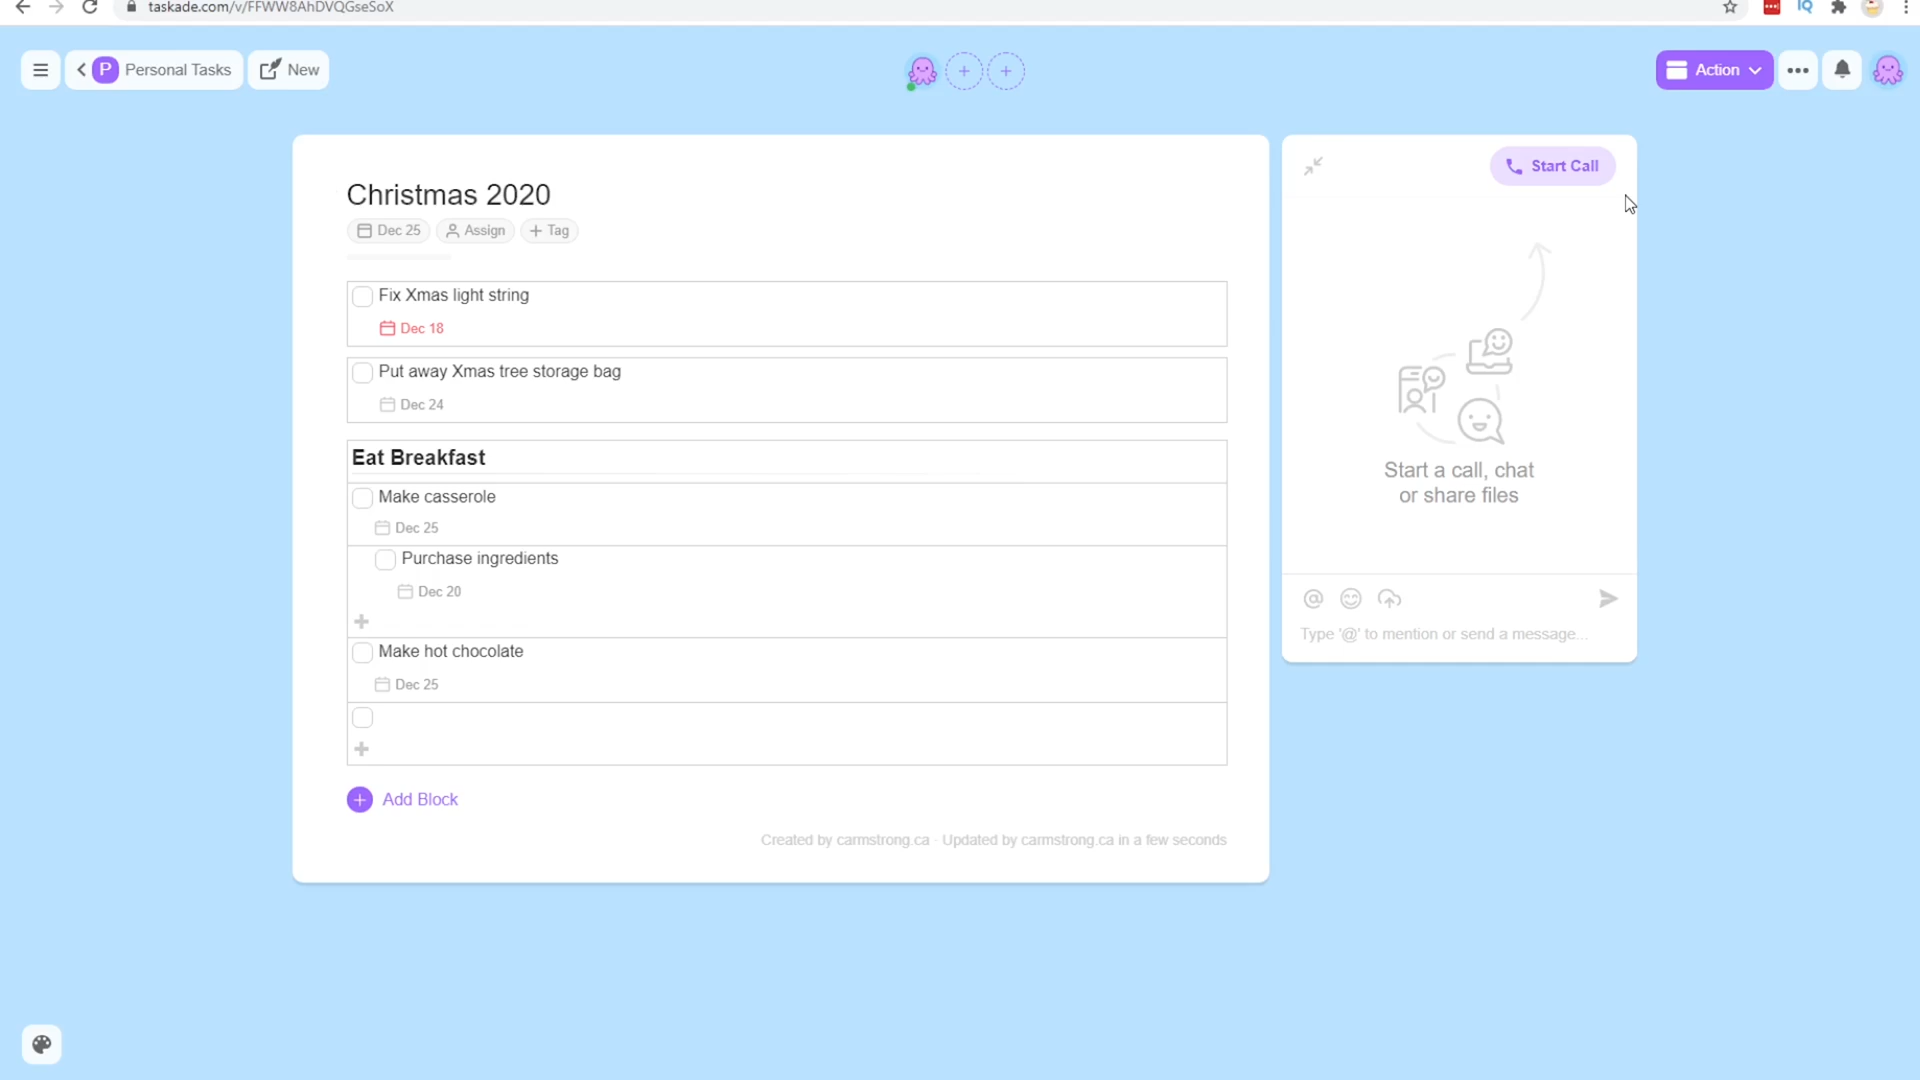 taskade.com/v/FFWW8AhDVQGseSoX
P Personal Tasks
New
Action
Christmas 2020
Dec 25 Assign + Tag
Fix Xmas light string
Dec 18
Put away Xmas tree storage bag
Dec 24
Eat Breakfast
Make casserole
Dec 25
Purchase ingredients
Dec 20
Make hot chocolate
Dec 25
Add Block
Created by carmstrong.ca · Updated by carmstrong.ca in a few seconds
Start Call
Start a call, chat
or share files
Type '@' to mention or send a message...